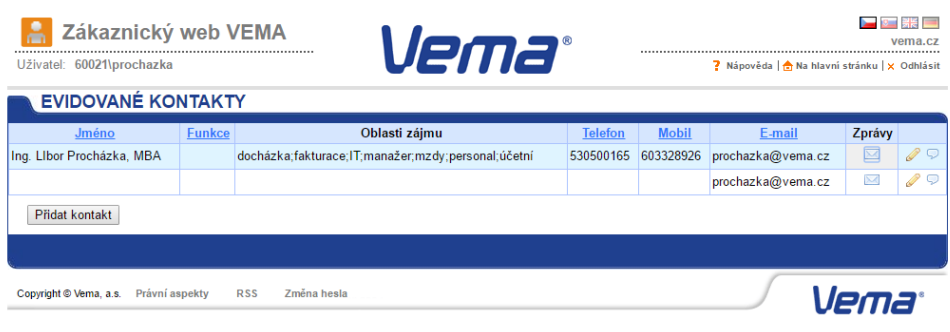 Zákaznický web VEMA
Uživatel: 60021\prochazka
Vema®
vema.cz
? Nápověda | Na hlavní stránku | x Odhlásit
EVIDOVANÉ KONTAKTY
Jméno Funkce Oblasti zájmu Telefon Mobil E-mail Zprávy
Ing. LIbor Procházka, MBA docházka;fakturace;IT;manažer;mzdy;personal;účetní 530500165 603328926 prochazka@vema.cz
prochazka@vema.cz
Přidat kontakt
Copyright © Vema, a.s. Právní aspekty RSS Změna hesla
Vema®